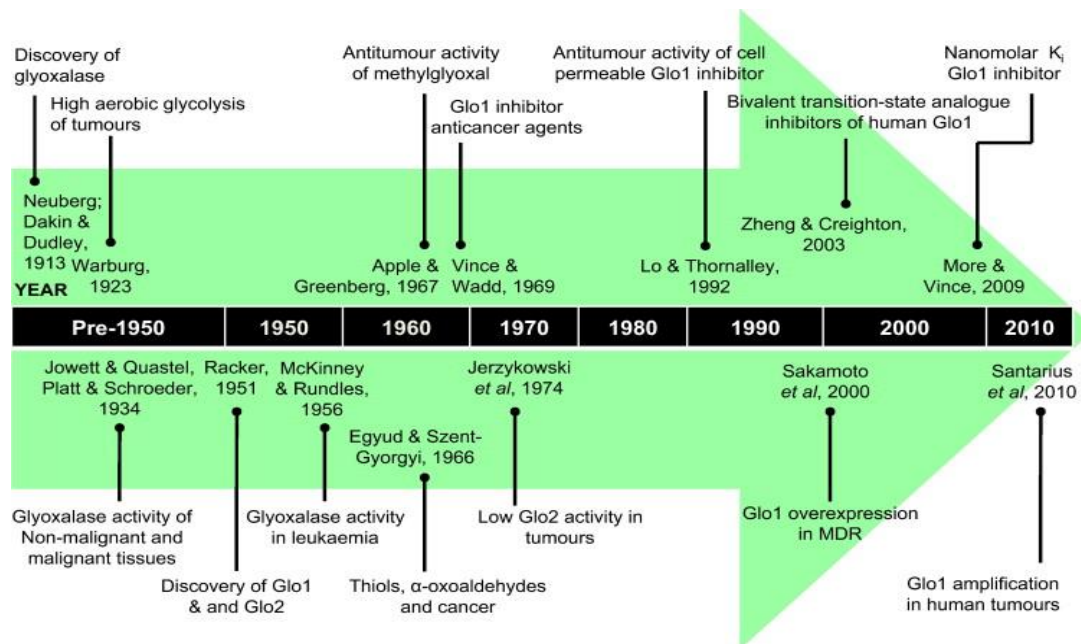 Discovery of
glyoxalase
High aerobic glycolysis
of tumours
Antitumour activity
of methylglyoxal
Glo1 inhibitor
anticancer agents
Antitumour activity of cell
permeable Glo1 inhibitor
Bivalent transition-state analogue
inhibitors of human Glo1
Nanomolar Ki
Glo1 inhibitor
Neuberg;
Dakin &
Dudley,
1913
Warburg,
1923
Apple &
Greenberg, 1967
Vince &
Wadd, 1969
Lo & Thornalley,
1992
Zheng & Creighton,
2003
More &
Vince, 2009
YEAR
Pre-1950 1950 1960 1970 1980 1990 2000 2010
Jowett & Quastel,
Platt & Schroeder,
1934
Racker,
1951
McKinney
& Rundles,
1956
Egyud & Szent-
Gyorgyi, 1966
Jerzykowski
et al, 1974
Sakamoto
et al, 2000
Santarius
et al, 2010
Glyoxalase activity of
Non-malignant and
malignant tissues
Discovery of Glo1
& and Glo2
Glyoxalase activity
in leukaemia
Thiols, α-oxoaldehydes
and cancer
Low Glo2 activity in
tumours
Glo1 overexpression
in MDR
Glo1 amplification
in human tumours